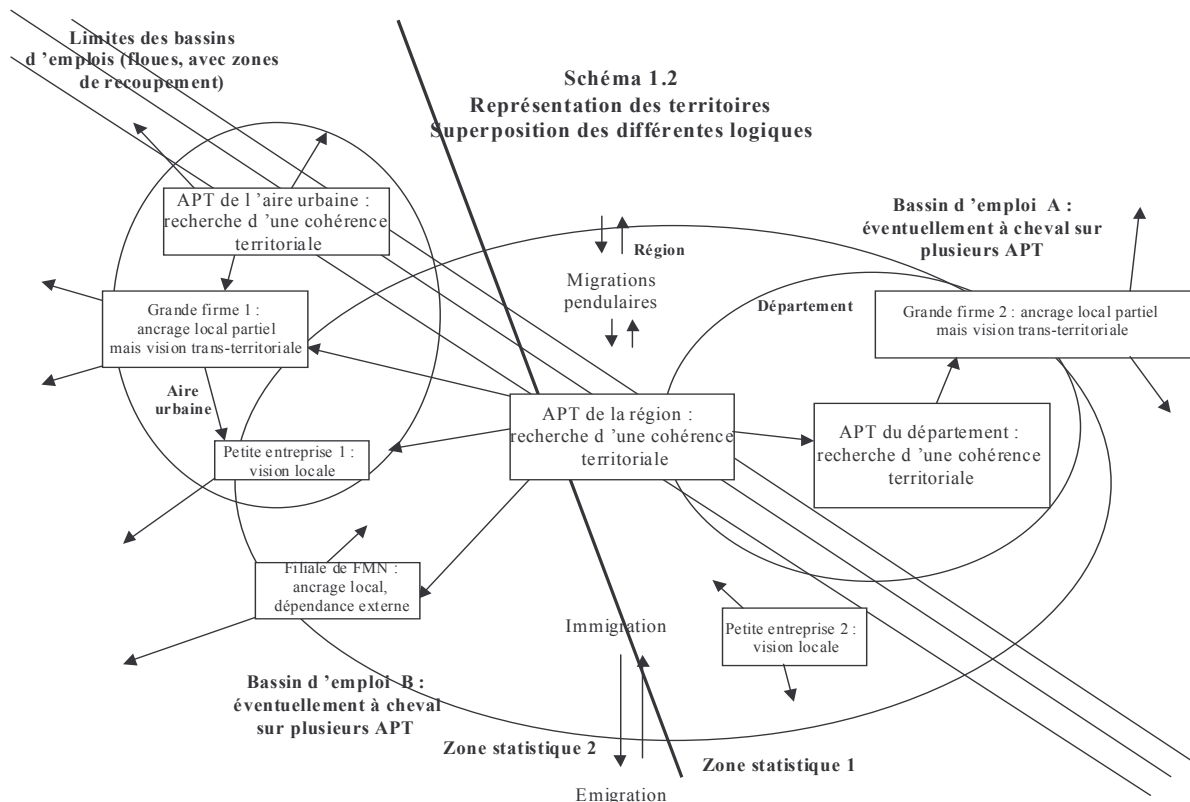 Limites des bassins
d ’emplois (floues, avec zones
de recoupement)
Schéma 1.2
Représentation des territoires
Superposition des différentes logiques
APT de l ’aire urbaine :
recherche d ’une cohérence
territoriale
Bassin d ’emploi A :
éventuellement à cheval sur
plusieurs APT
Région
Migrations
pendulaires
Département
Grande firme 1 :
ancrage local partiel
mais vision trans-territoriale
Grande firme 2 : ancrage local partiel
mais vision trans-territoriale
Aire
urbaine
APT de la région :
recherche d ’une cohérence
territoriale
APT du département :
recherche d ’une cohérence
territoriale
Petite entreprise 1 :
vision locale
Filiale de FMN :
ancrage local,
dépendance externe
Immigration
Petite entreprise 2 :
vision locale
Bassin d ’emploi B :
éventuellement à cheval
sur plusieurs APT
Zone statistique 2
Zone statistique 1
Emigration